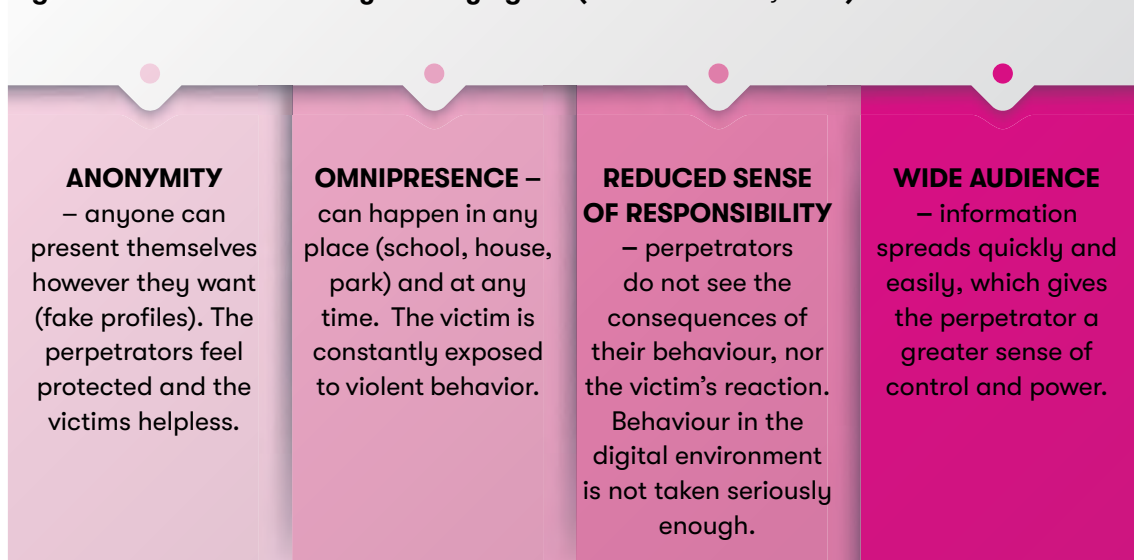 ANONYMITY
– anyone can
present themselves
however they want
(fake profiles). The
perpetrators feel
protected and the
victims helpless.
OMNIPRESENCE –
can happen in any
place (school, house,
park) and at any
time. The victim is
constantly exposed
to violent behavior.
REDUCED SENSE
OF RESPONSIBILITY
– perpetrators
do not see the
consequences of
their behaviour, nor
the victim’s reaction.
Behaviour in the
digital environment
is not taken seriously
enough.
WIDE AUDIENCE
– information
spreads quickly and
easily, which gives
the perpetrator a
greater sense of
control and power.